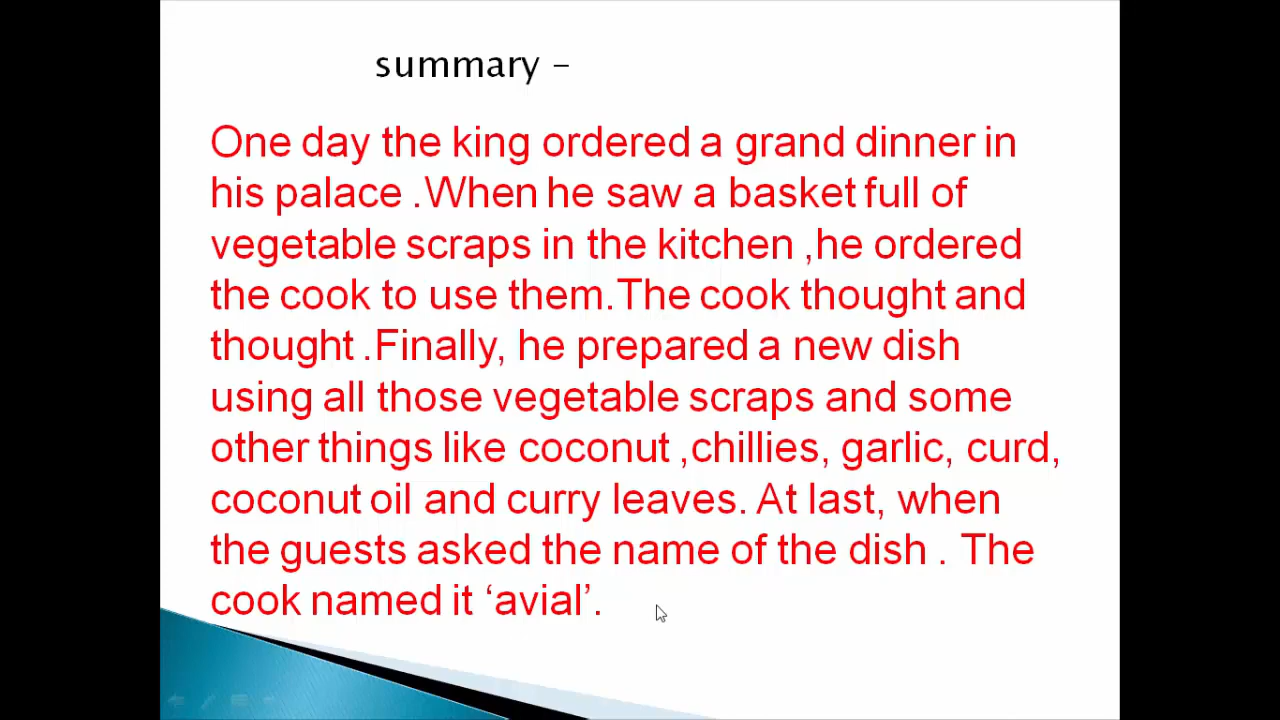 summary –
One day the king ordered a grand dinner in
his palace .When he saw a basket full of
vegetable scraps in the kitchen ,he ordered
the cook to use them.The cook thought and
thought .Finally, he prepared a new dish
using all those vegetable scraps and some
other things like coconut ,chillies, garlic, curd,
coconut oil and curry leaves. At last, when
the guests asked the name of the dish . The
cook named it ‘avial’.